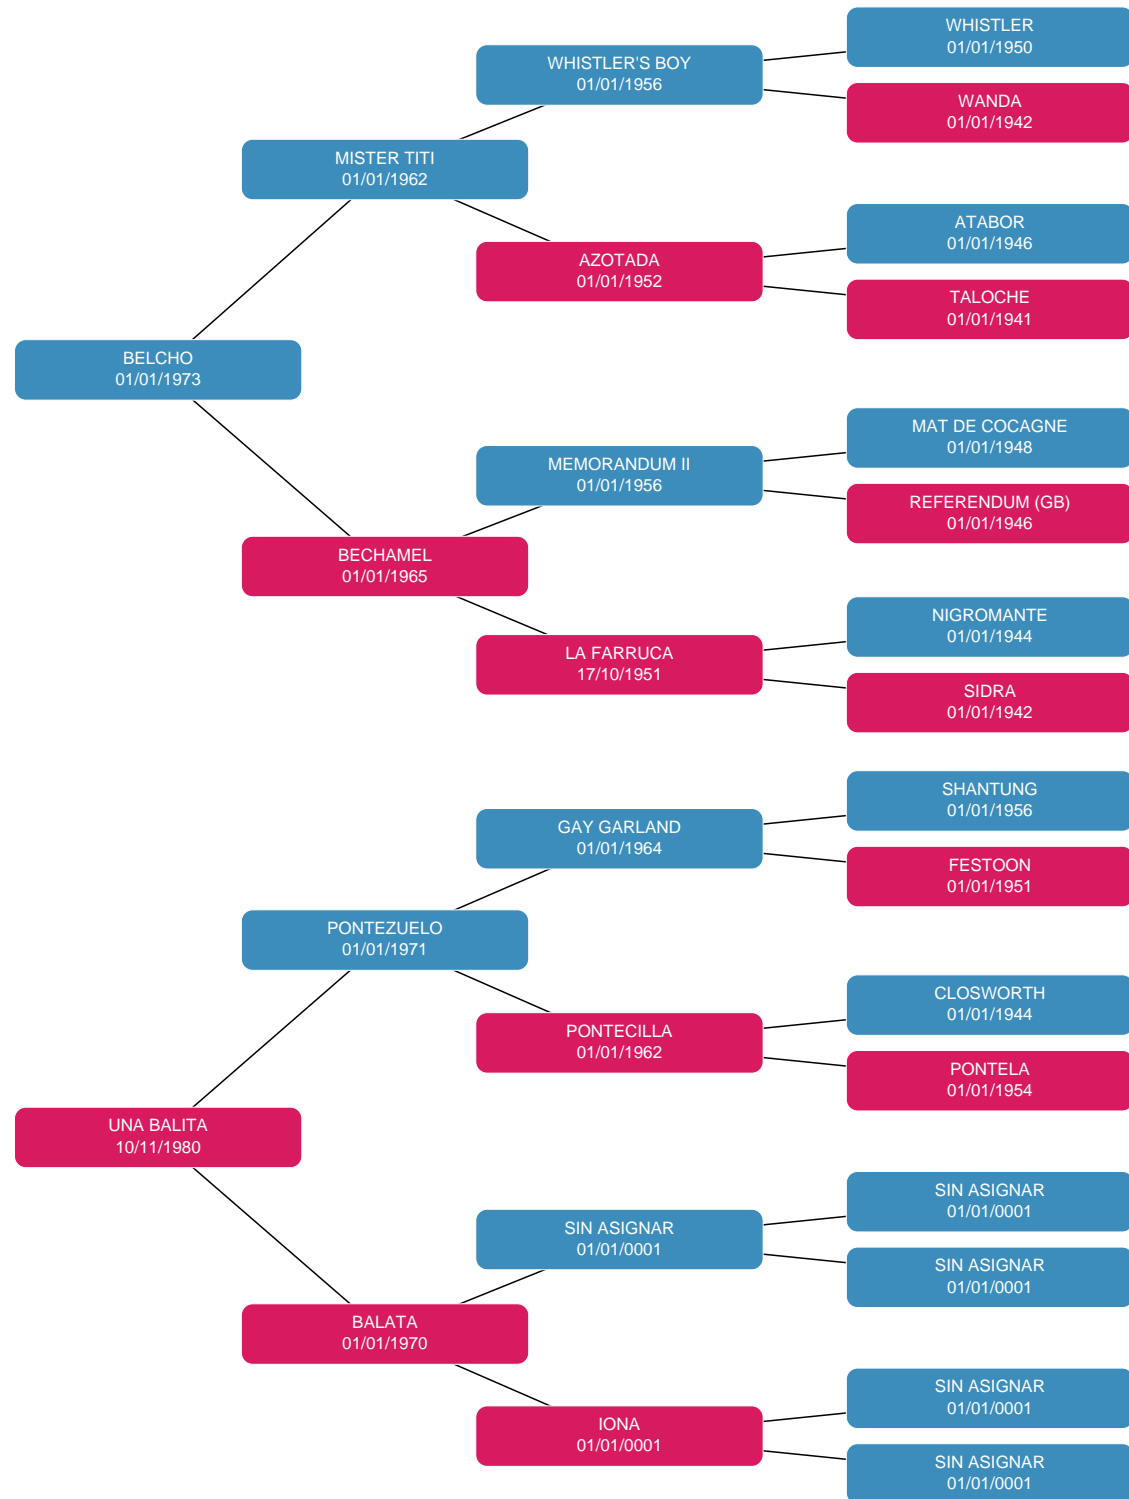 WHISTLER
01/01/1950
WHISTLER'S BOY
01/01/1956
WANDA
01/01/1942
MISTER TITI
01/01/1962
ATABOR
01/01/1946
AZOTADA
01/01/1952
TALOCHE
01/01/1941
BELCHO
01/01/1973
MAT DE COCAGNE
01/01/1948
MEMORANDUM II
01/01/1956
REFERENDUM (GB)
01/01/1946
BECHAMEL
01/01/1965
NIGROMANTE
01/01/1944
LA FARRUCA
17/10/1951
SIDRA
01/01/1942
SHANTUNG
01/01/1956
GAY GARLAND
01/01/1964
FESTOON
01/01/1951
PONTEZUELO
01/01/1971
CLOSWORTH
01/01/1944
PONTECILLA
01/01/1962
PONTELA
01/01/1954
UNA BALITA
10/11/1980
SIN ASIGNAR
01/01/0001
SIN ASIGNAR
01/01/0001
SIN ASIGNAR
01/01/0001
BALATA
01/01/1970
SIN ASIGNAR
01/01/0001
IONA
01/01/0001
SIN ASIGNAR
01/01/0001